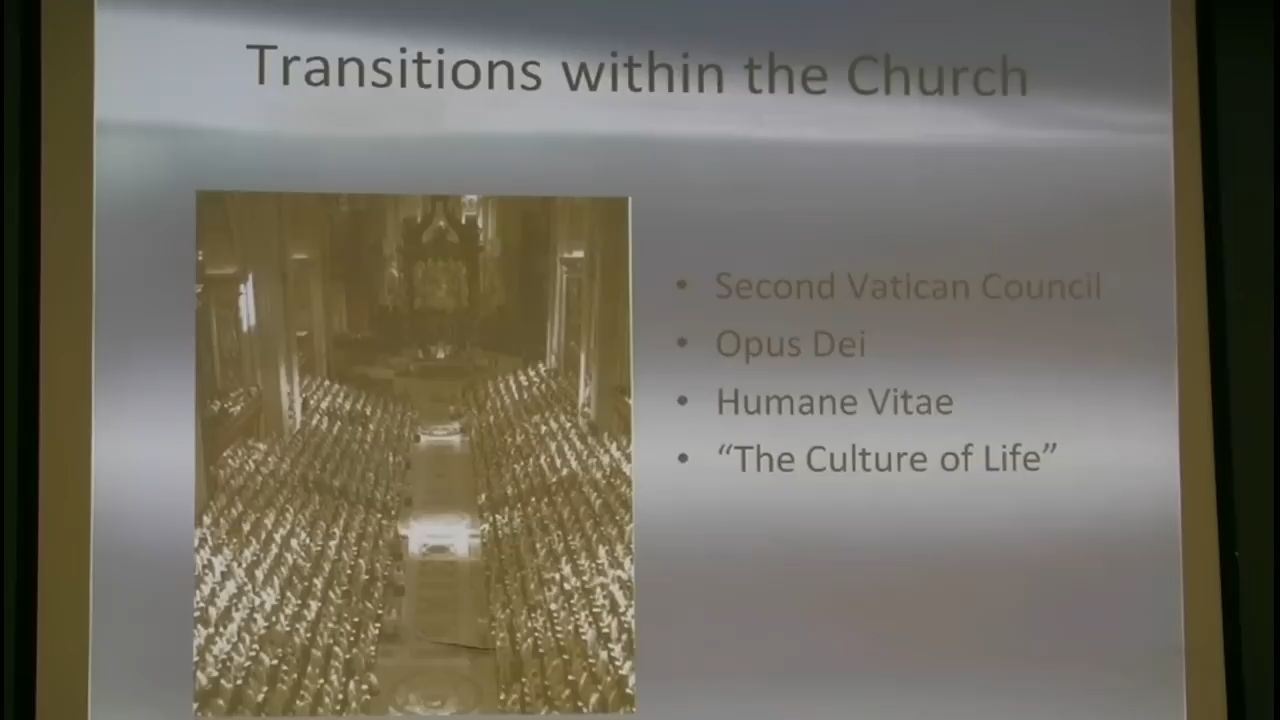 Transitions within the Church
• Second Vatican Council
• Opus Dei
• Humane Vitae
• “The Culture of Life”